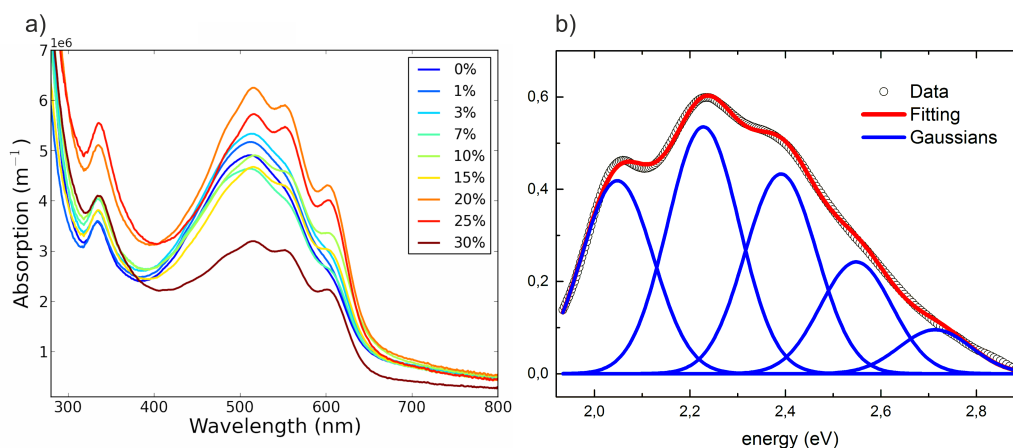 a)
1e6
7
6
5
4
3
2
1
Absorption (m⁻¹)
300 400 500 600 700 800
Wavelength (nm)
0%
1%
3%
7%
10%
15%
20%
25%
30%
b)
0,6
0,4
0,2
0,0
Data
Fitting
Gaussians
2,0 2,2 2,4 2,6 2,8
energy (eV)